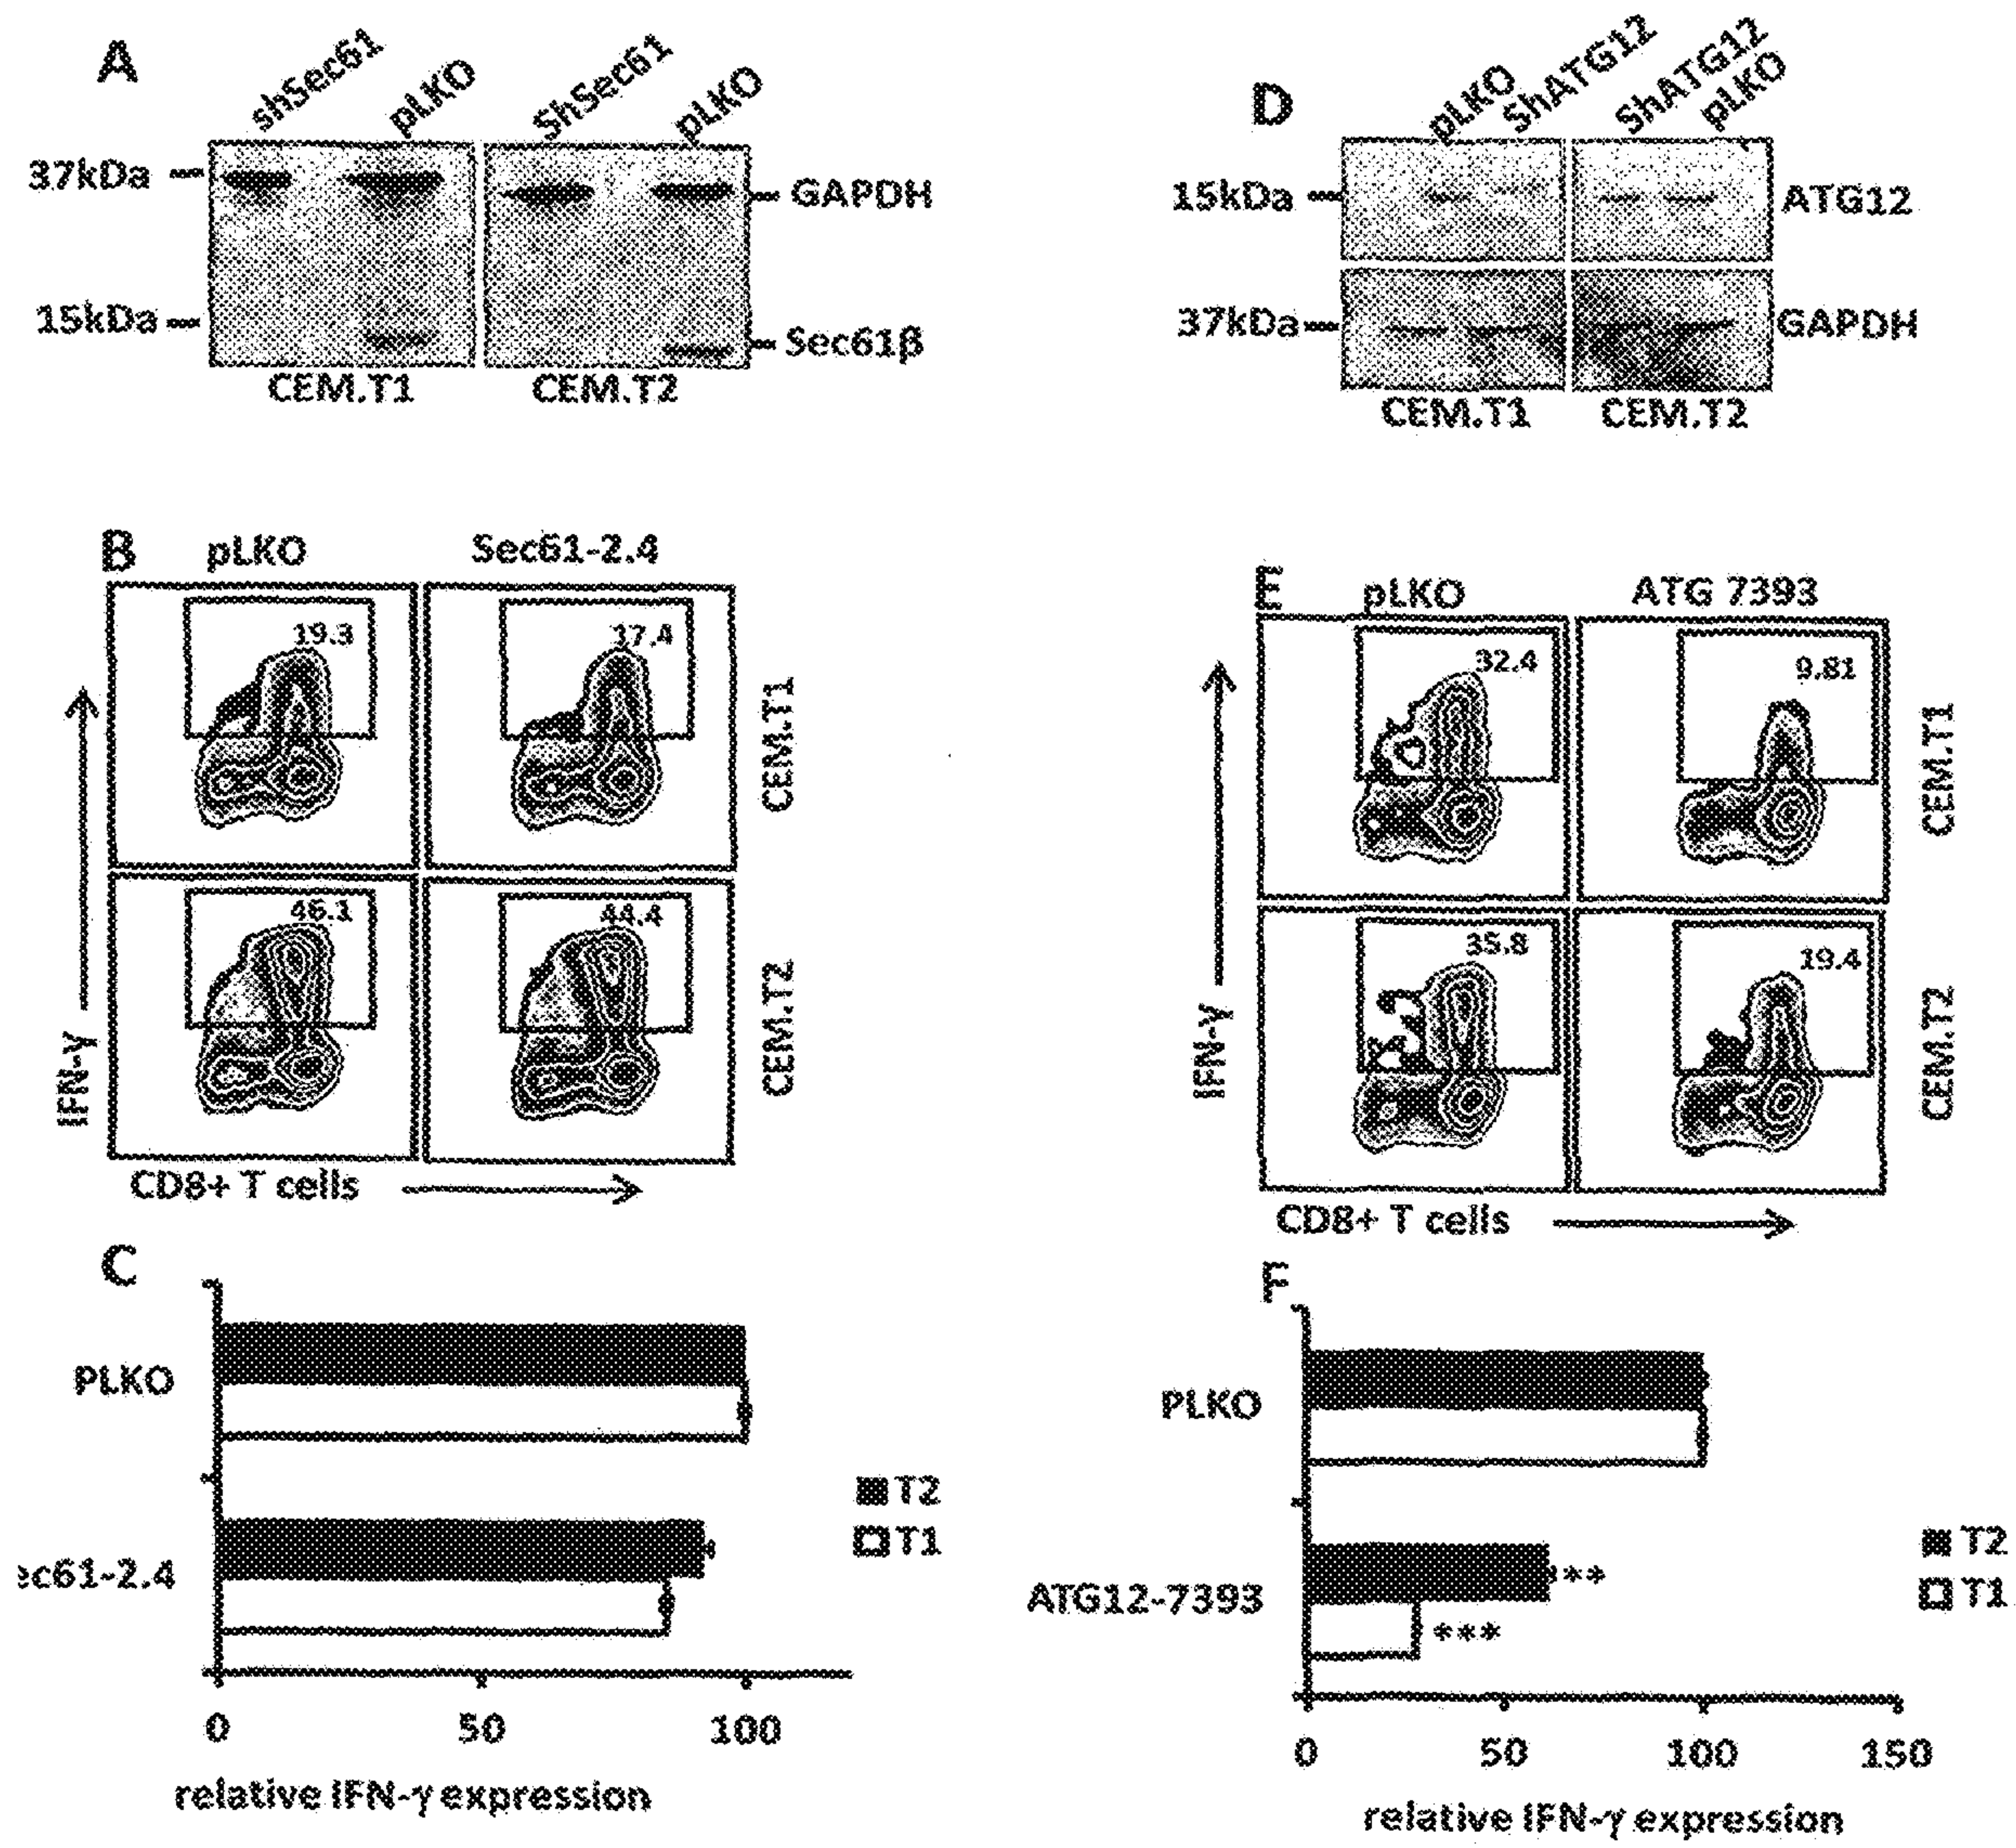 A
shSec61 pLKO ShSec61 pLKO
37kDa
GAPDH
15kDa
Sec61β
CEM.T1 CEM.T2
D
pLKO ShATG12 ShATG12 pLKO
15kDa
ATG12
37kDa
GAPDH
CEM.T1 CEM.T2
B
pLKO Sec61-2.4
19.3 17.4
CEM.T1
46.1 44.4
CEM.T2
IFN-γ
CD8+ T cells
E
pLKO ATG 7393
32.4 9.81
CEM.T1
35.8 19.4
CEM.T2
IFN-γ
CD8+ T cells
C
PLKO
T2
T1
ec61-2.4
0 50 100
relative IFN-γ expression
F
PLKO
T2
T1
ATG12-7393
**
***
0 50 100 150
relative IFN-γ expression